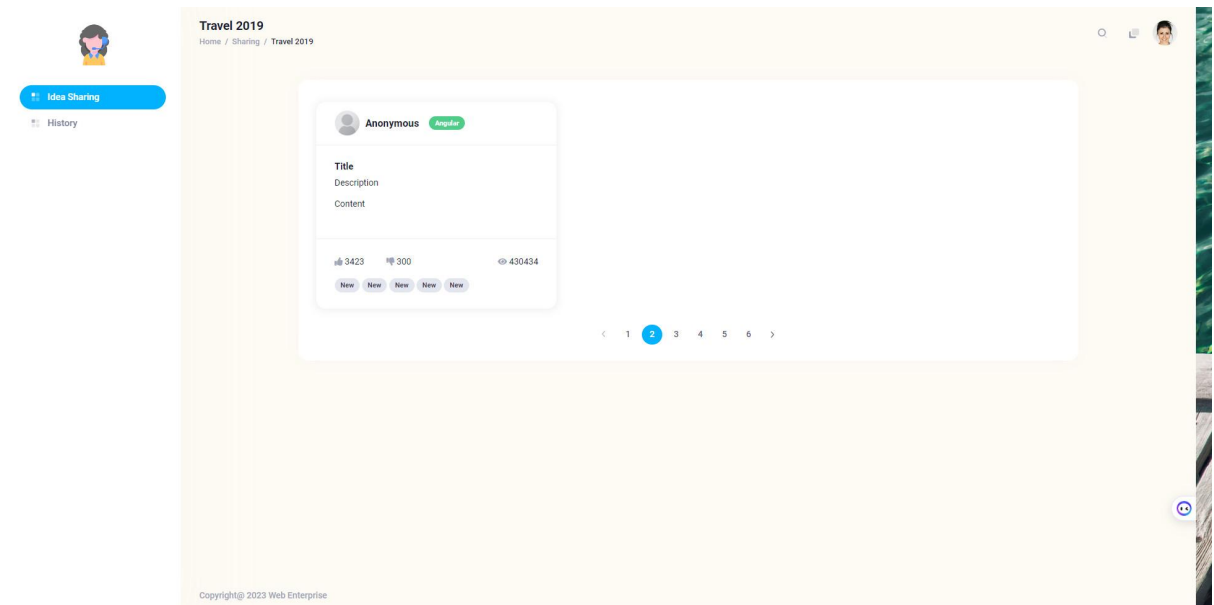 Travel 2019
Home / Sharing / Travel 2019
Idea Sharing
History
Anonymous Angular
Title
Description
Content
3423 300 430434
New New New New New
< 1 2 3 4 5 6 >
Copyright@ 2023 Web Enterprise